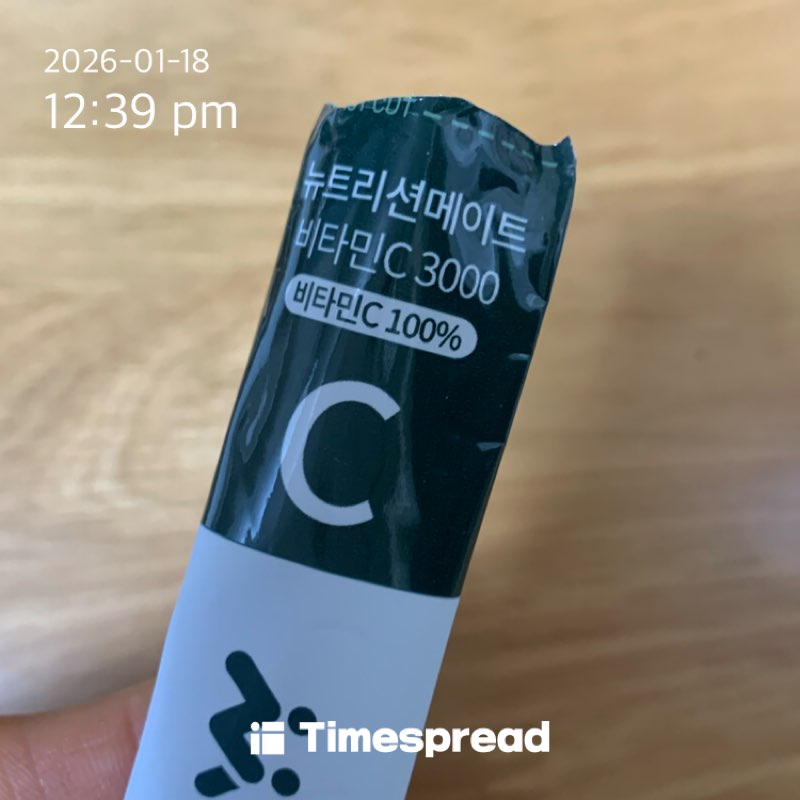 2026-01-18
12:39 pm
뉴트리션메이트
비타민C 3000
비타민C 100%
C
Timespread